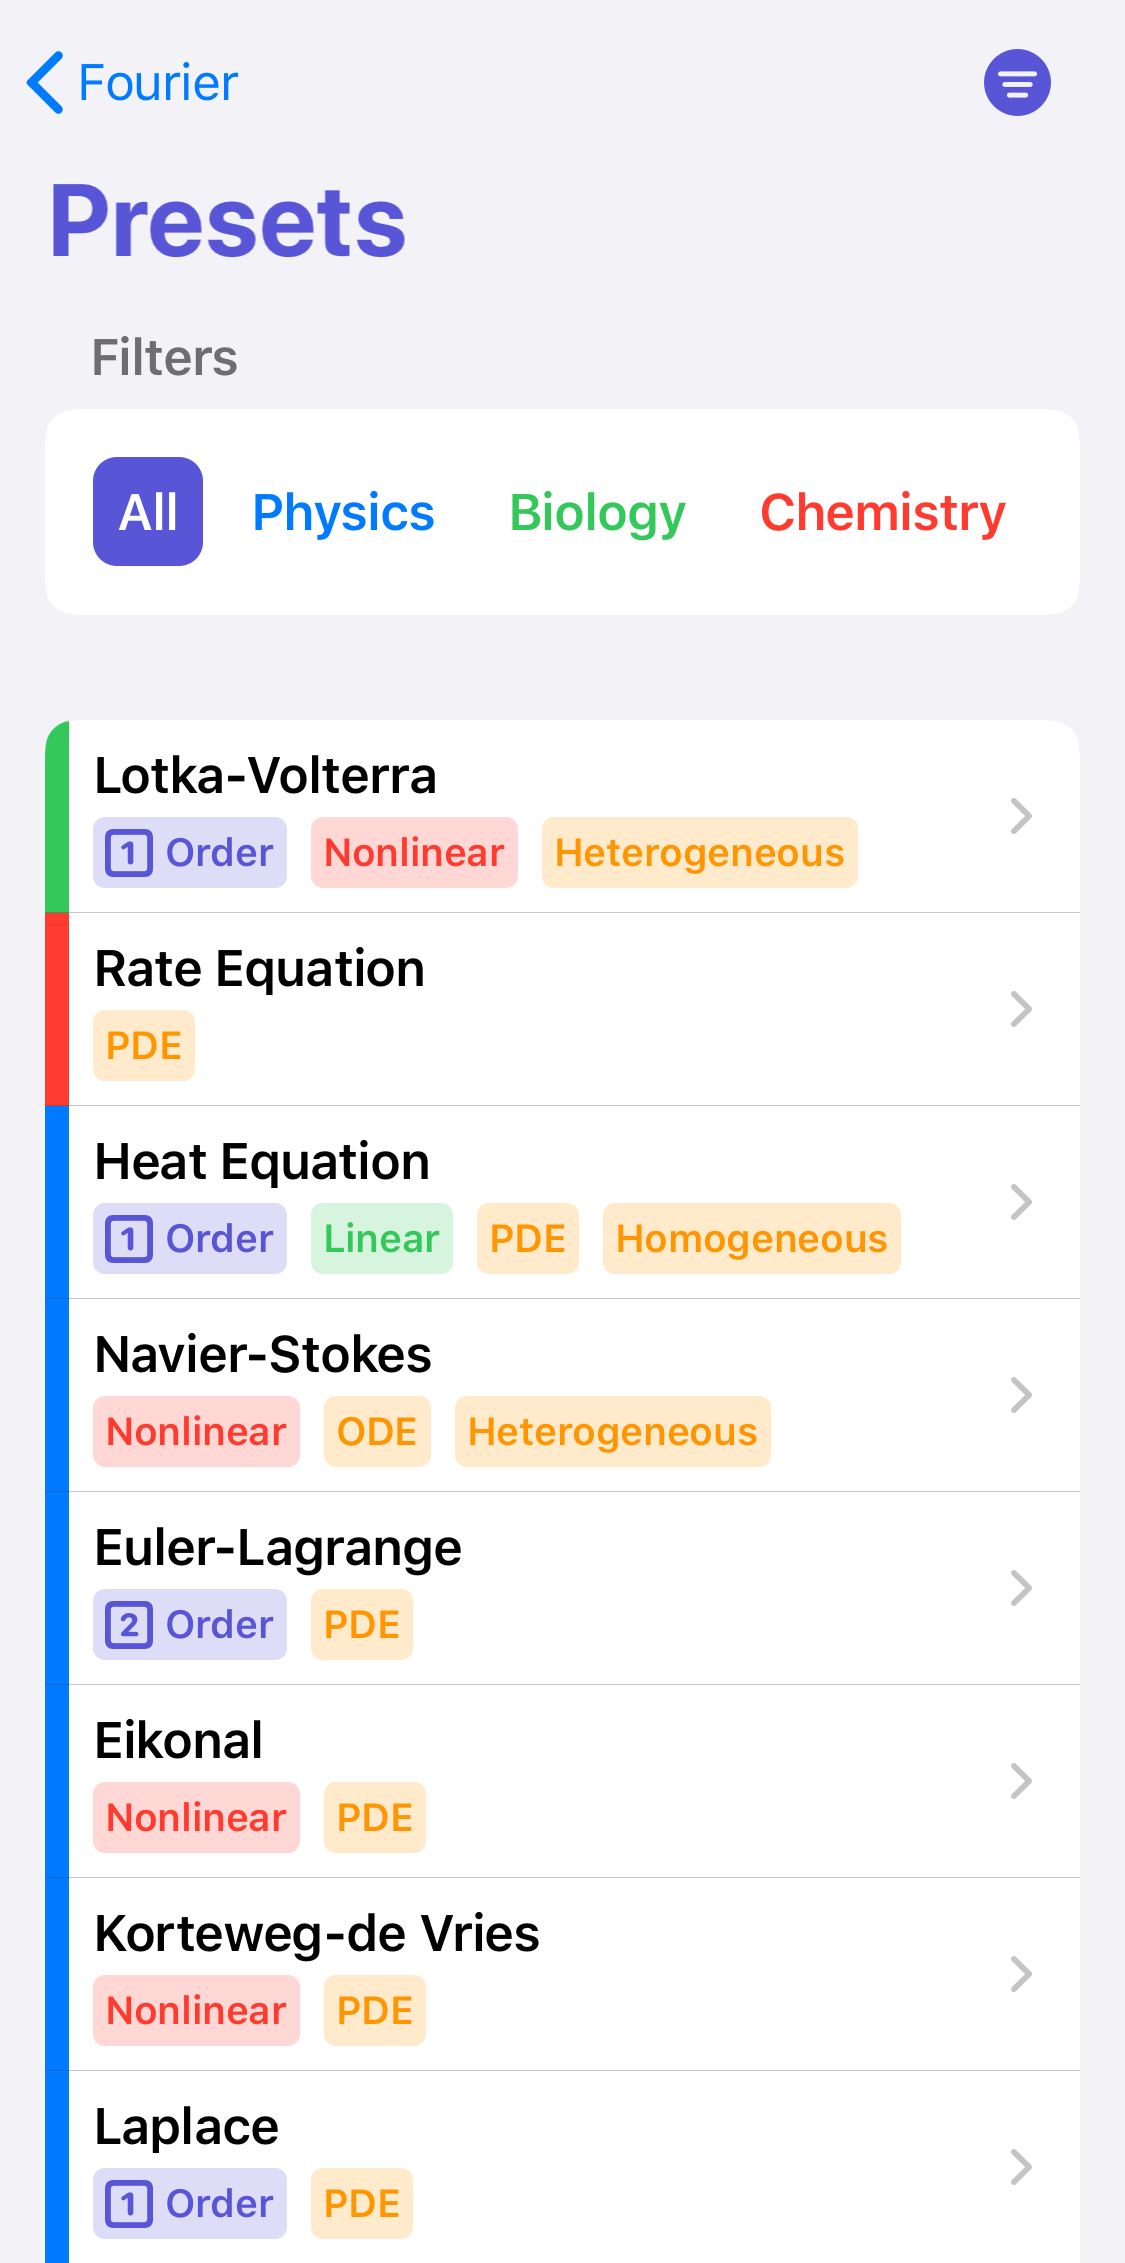 Fourier
Presets
Filters
All Physics Biology Chemistry
Lotka-Volterra
1 Order Nonlinear Heterogeneous
Rate Equation
PDE
Heat Equation
1 Order Linear PDE Homogeneous
Navier-Stokes
Nonlinear ODE Heterogeneous
Euler-Lagrange
2 Order PDE
Eikonal
Nonlinear PDE
Korteweg-de Vries
Nonlinear PDE
Laplace
1 Order PDE